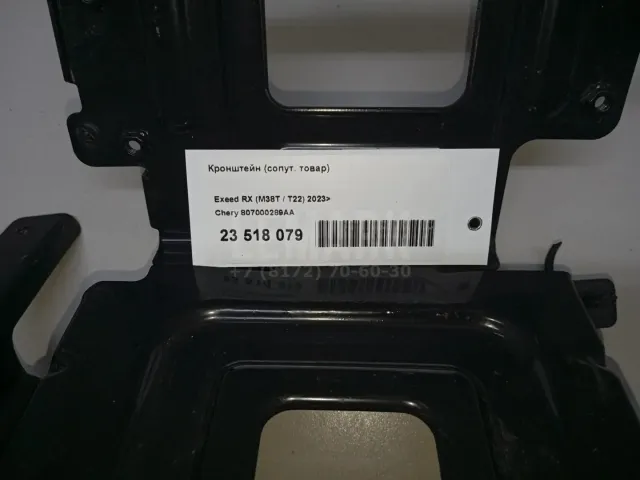 Кронштейн (сопут. товар)
Exeed RX (M38T / T22) 2023>
Chery 807000289AA
23 518 079
+7 (8172) 70-60-30